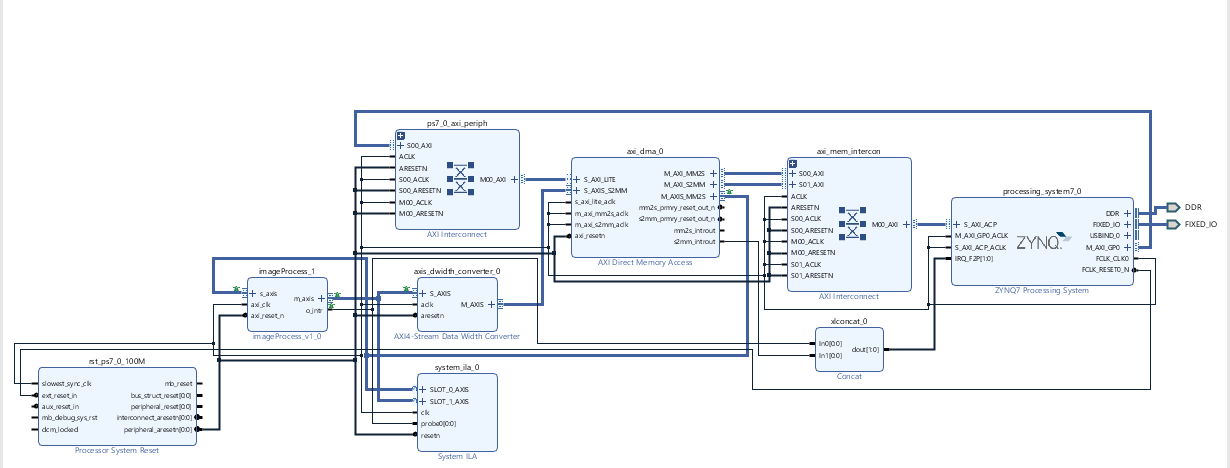 ps7_0_axi_periph
S00_AXI
ACLK
ARESETN
S00_ACLK
S00_ARESETN
M00_ACLK
M00_ARESETN
M00_AXI
AXI Interconnect
axi_dma_0
S_AXI_LITE
S_AXIS_S2MM
s_axi_lite_aclk
m_axi_mm2s_aclk
m_axi_s2mm_aclk
axi_resetn
M_AXI_MM2S
M_AXI_S2MM
M_AXIS_MM2S
mm2s_prmry_reset_out_n
s2mm_prmry_reset_out_n
mm2s_introut
s2mm_introut
AXI Direct Memory Access
axi_mem_intercon
S00_AXI
S01_AXI
ACLK
ARESETN
S00_ACLK
S00_ARESETN
M00_ACLK
M00_ARESETN
S01_ACLK
S01_ARESETN
M00_AXI
AXI Interconnect
processing_system7_0
S_AXI_ACP
M_AXI_GP0_ACLK
S_AXI_ACP_ACLK
IRQ_F2P[1:0]
ZYNQ
DDR
FIXED_IO
USBIND_0
M_AXI_GP0
FCLK_CLK0
FCLK_RESET0_N
ZYNQ7 Processing System
DDR
FIXED_IO
imageProcess_1
s_axis
axi_clk
axi_reset_n
m_axis
o_intr
imageProcess_v1_0
axis_dwidth_converter_0
S_AXIS
aclk
aresetn
M_AXIS
AXI4-Stream Data Width Converter
xlconcat_0
In0[0:0]
In1[0:0]
dout[1:0]
Concat
rst_ps7_0_100M
slowest_sync_clk
ext_reset_in
aux_reset_in
mb_debug_sys_rst
dcm_locked
mb_reset
bus_struct_reset[0:0]
peripheral_reset[0:0]
interconnect_aresetn[0:0]
peripheral_aresetn[0:0]
Processor System Reset
system_ila_0
SLOT_0_AXIS
SLOT_1_AXIS
clk
probe0[0:0]
resetn
System ILA